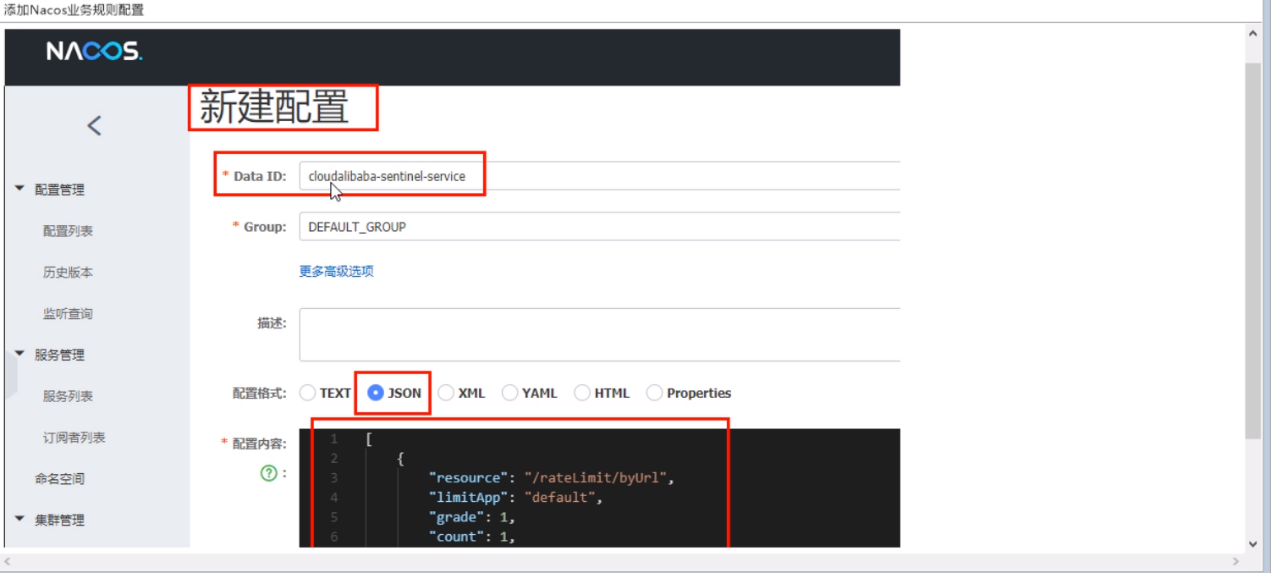 添加Nacos业务规则配置
NACOS.
新建配置
* Data ID: cloudalibaba-sentinel-service
配置管理
* Group: DEFAULT_GROUP
配置列表
更多高级选项
历史版本
监听查询
描述:
服务管理
配置格式: TEXT JSON XML YAML HTML Properties
服务列表
订阅者列表
* 配置内容:
? :
命名空间
集群管理
1 [
2 {
3 "resource": "/rateLimit/byUrl",
4 "limitApp": "default",
5 "grade": 1,
6 "count": 1,